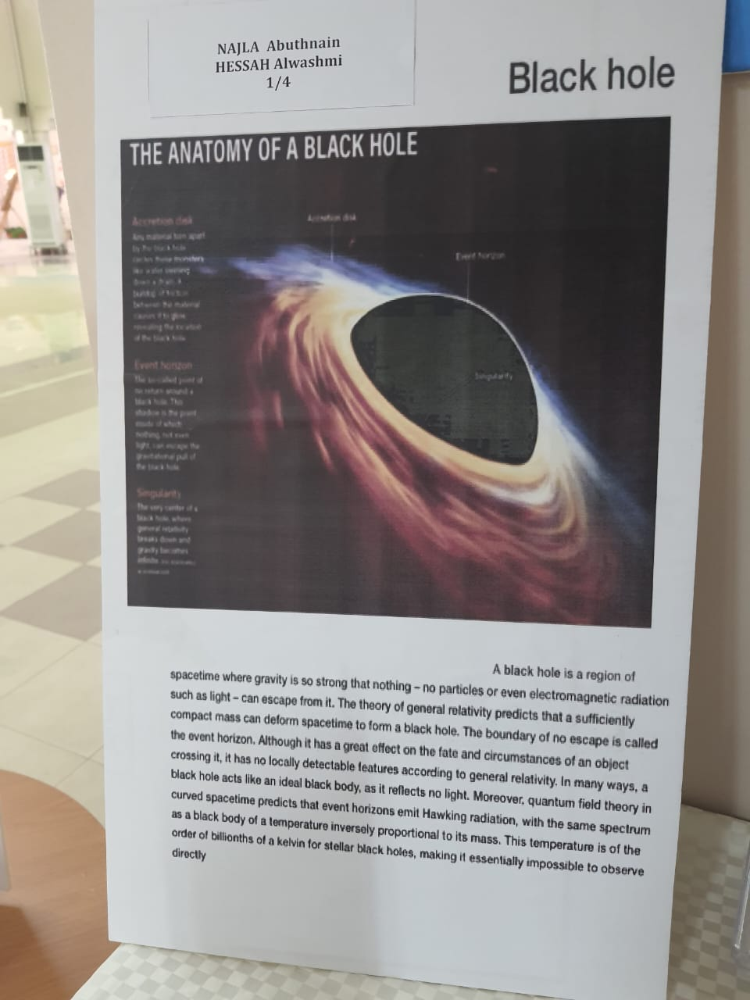 NAJLA Abuthnain
HESSAH Alwashmi
1/4
Black hole
THE ANATOMY OF A BLACK HOLE
Accretion disk
Any material torn apart
by the black hole
like water swirling
down a drain. A
buildup of friction
between the material
causes it to glow
revealing the location
of the black hole
Event horizon
The so-called point of
no return around a
black hole. This
shadow is the point
inside of which
nothing, not even
light, can escape the
gravitational pull of
the black hole.
Singularity
The very center of a
black hole, where
general relativity
breaks down and
gravity becomes
infinite
Accretion disk
Event horizon
Singularity
A black hole is a region of
spacetime where gravity is so strong that nothing – no particles or even electromagnetic radiation
such as light – can escape from it. The theory of general relativity predicts that a sufficiently
compact mass can deform spacetime to form a black hole. The boundary of no escape is called
the event horizon. Although it has a great effect on the fate and circumstances of an object
crossing it, it has no locally detectable features according to general relativity. In many ways, a
black hole acts like an ideal black body, as it reflects no light. Moreover, quantum field theory in
curved spacetime predicts that event horizons emit Hawking radiation, with the same spectrum
as a black body of a temperature inversely proportional to its mass. This temperature is of the
order of billionths of a kelvin for stellar black holes, making it essentially impossible to observe
directly